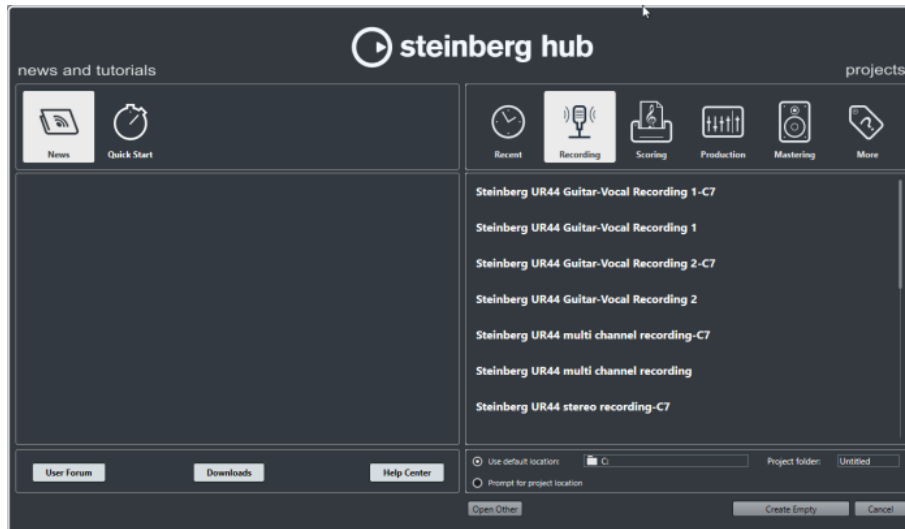 steinberg hub
news and tutorials
projects
News
Quick Start
Recent
Recording
Scoring
Production
Mastering
More
Steinberg UR44 Guitar-Vocal Recording 1-C7
Steinberg UR44 Guitar-Vocal Recording 1
Steinberg UR44 Guitar-Vocal Recording 2-C7
Steinberg UR44 Guitar-Vocal Recording 2
Steinberg UR44 multi channel recording-C7
Steinberg UR44 multi channel recording
Steinberg UR44 stereo recording-C7
User Forum
Downloads
Help Center
Use default location:
C:
Project folder:
Untitled
Prompt for project location
Open Other
Create Empty
Cancel